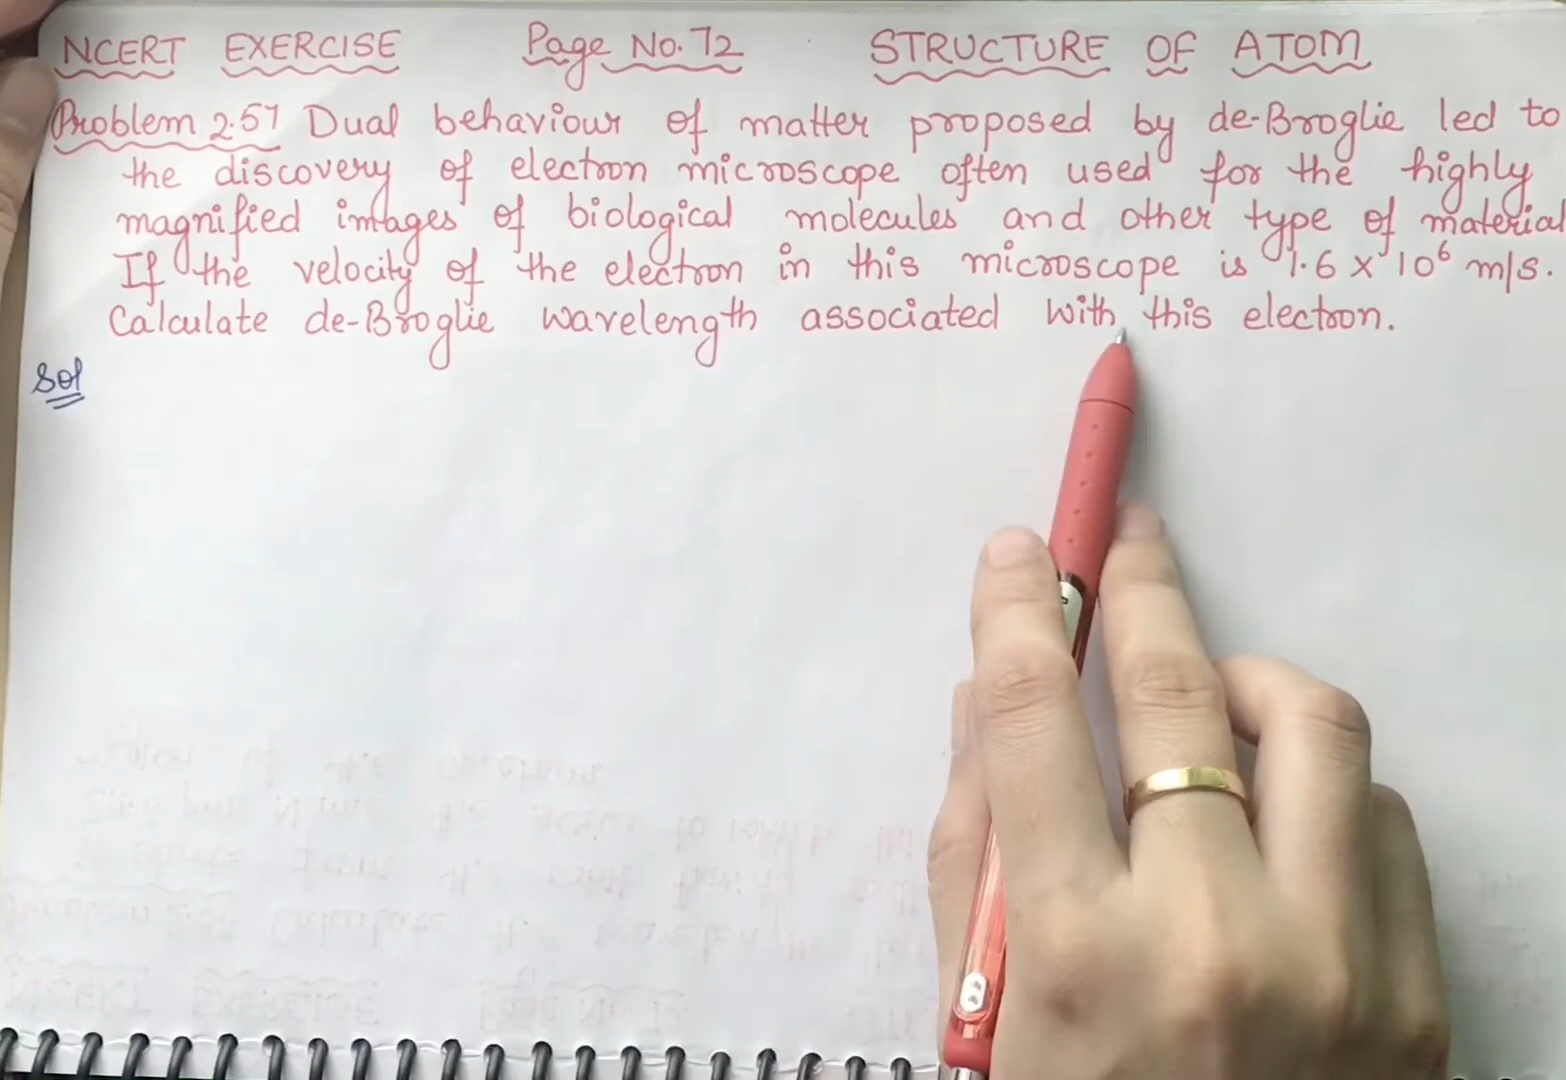 NCERT EXERCISE Page No. 72 STRUCTURE OF ATOM
Problem 2.57 Dual behaviour of matter proposed by de-Broglie led to
the discovery of electron microscope often used for the highly
magnified images of biological molecules and other type of material
If the velocity of the electron in this microscope is 1.6 x 10⁶ m/s.
Calculate de-Broglie wavelength associated with this electron.
Sol